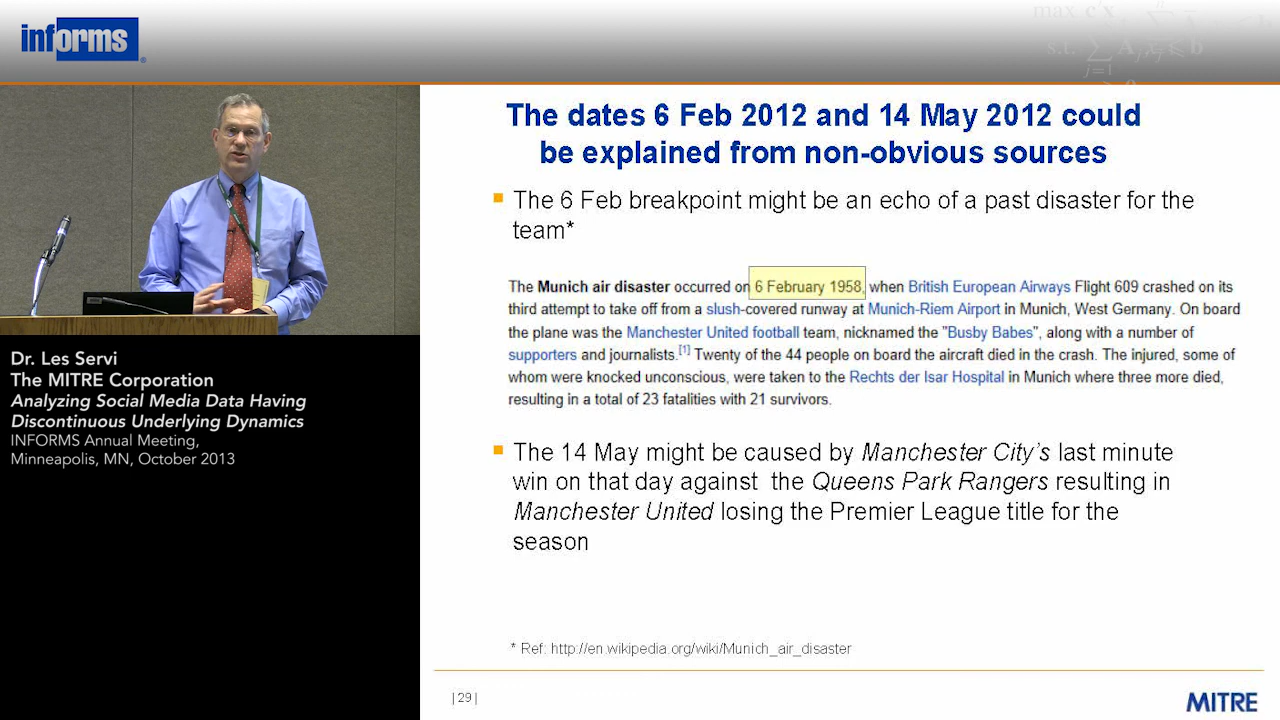 informs
max c'x
The dates 6 Feb 2012 and 14 May 2012 could
be explained from non-obvious sources
The 6 Feb breakpoint might be an echo of a past disaster for the
team*
The Munich air disaster occurred on 6 February 1958, when British European Airways Flight 609 crashed on its
third attempt to take off from a slush-covered runway at Munich-Riem Airport in Munich, West Germany. On board
the plane was the Manchester United football team, nicknamed the "Busby Babes", along with a number of
supporters and journalists.[1] Twenty of the 44 people on board the aircraft died in the crash. The injured, some of
whom were knocked unconscious, were taken to the Rechts der Isar Hospital in Munich where three more died,
resulting in a total of 23 fatalities with 21 survivors.
The 14 May might be caused by Manchester City's last minute
win on that day against the Queens Park Rangers resulting in
Manchester United losing the Premier League title for the
season
* Ref: http://en.wikipedia.org/wiki/Munich_air_disaster
| 29 |
MITRE
Dr. Les Servi
The MITRE Corporation
Analyzing Social Media Data Having
Discontinuous Underlying Dynamics
INFORMS Annual Meeting,
Minneapolis, MN, October 2013